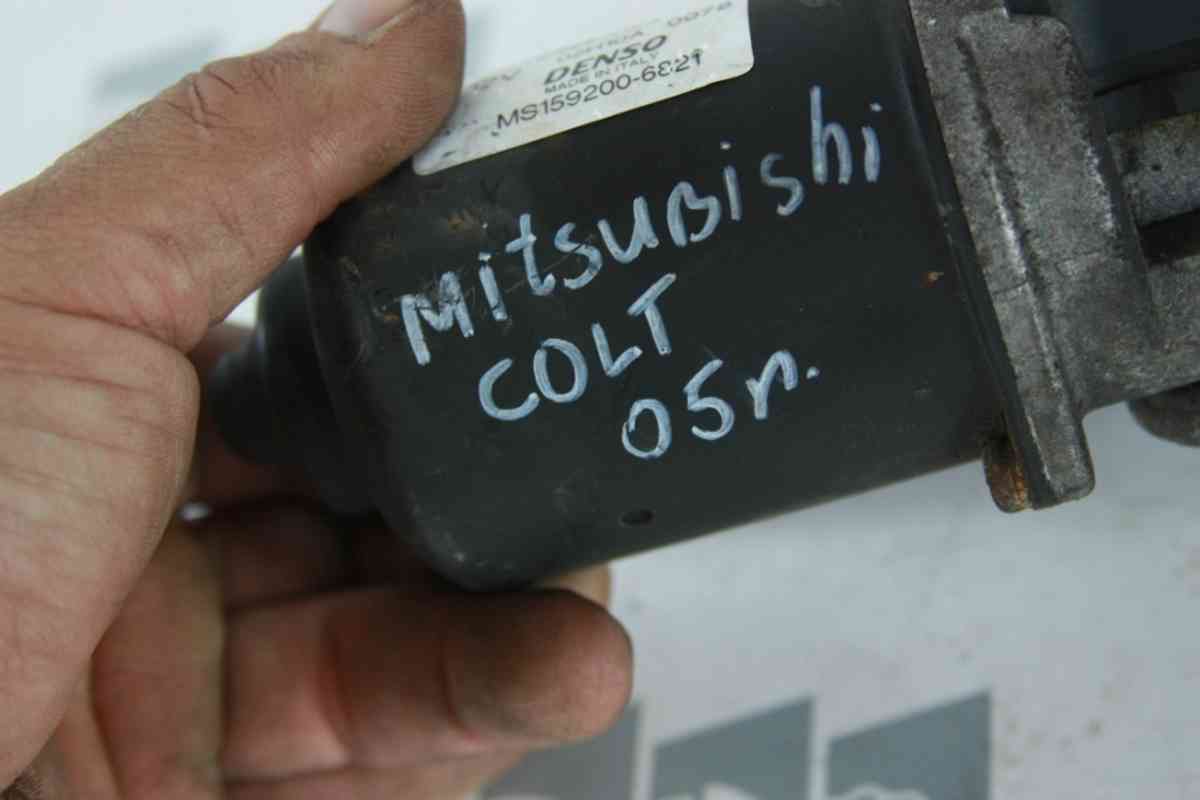 DENSO
MADE IN ITALY
MS159200-6821
MitsuBishi
COLT
05г.